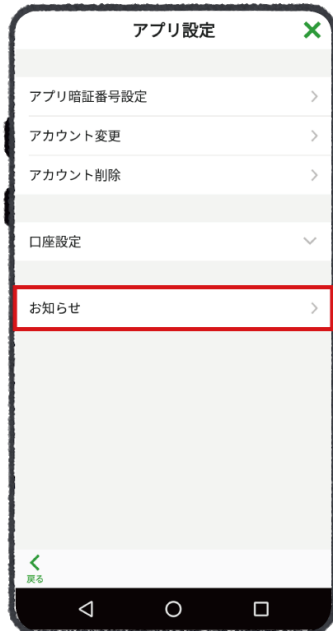 アプリ設定
アプリ暗証番号設定
アカウント変更
アカウント削除
口座設定
お知らせ
戻る